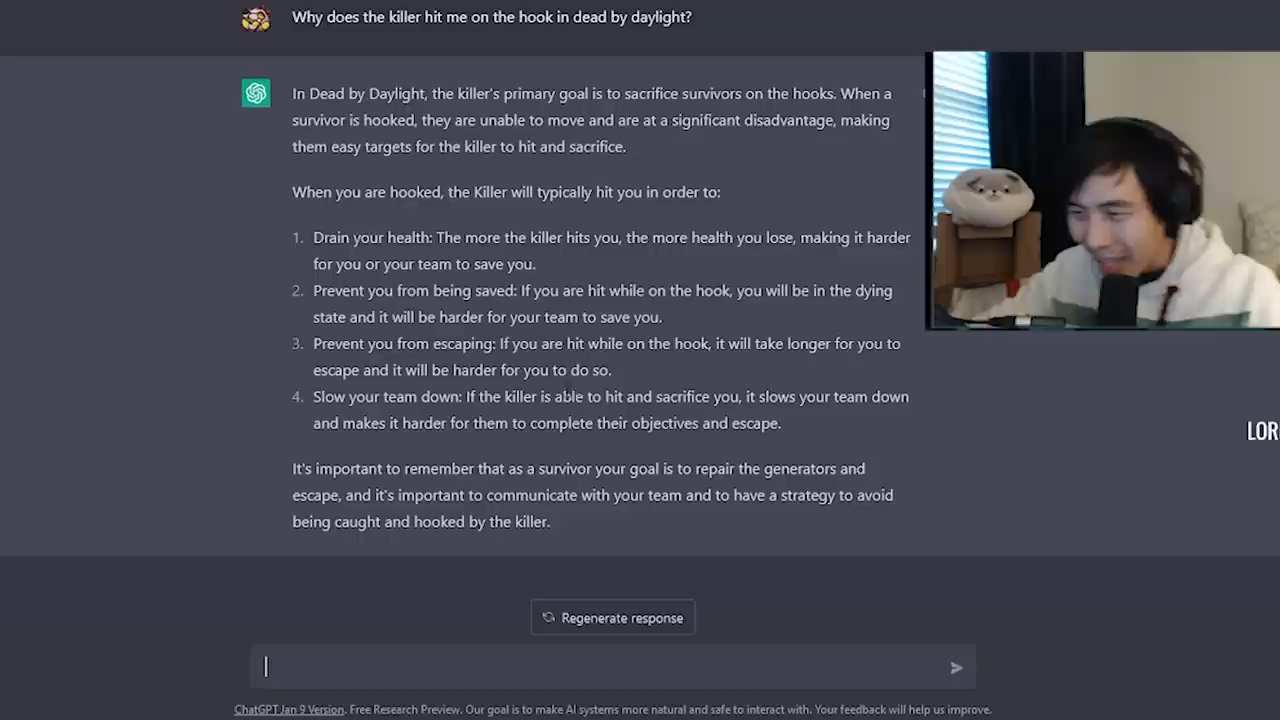 Why does the killer hit me on the hook in dead by daylight?
In Dead by Daylight, the killer's primary goal is to sacrifice survivors on the hooks. When a
survivor is hooked, they are unable to move and are at a significant disadvantage, making
them easy targets for the killer to hit and sacrifice.
When you are hooked, the Killer will typically hit you in order to:
1. Drain your health: The more the killer hits you, the more health you lose, making it harder
for you or your team to save you.
2. Prevent you from being saved: If you are hit while on the hook, you will be in the dying
state and it will be harder for your team to save you.
3. Prevent you from escaping: If you are hit while on the hook, it will take longer for you to
escape and it will be harder for you to do so.
4. Slow your team down: If the killer is able to hit and sacrifice you, it slows your team down
and makes it harder for them to complete their objectives and escape.
LOR
It's important to remember that as a survivor your goal is to repair the generators and
escape, and it's important to communicate with your team and to have a strategy to avoid
being caught and hooked by the killer.
Regenerate response
ChatGPT Jan 9 Version. Free Research Preview. Our goal is to make AI systems more natural and safe to interact with. Your feedback will help us improve.